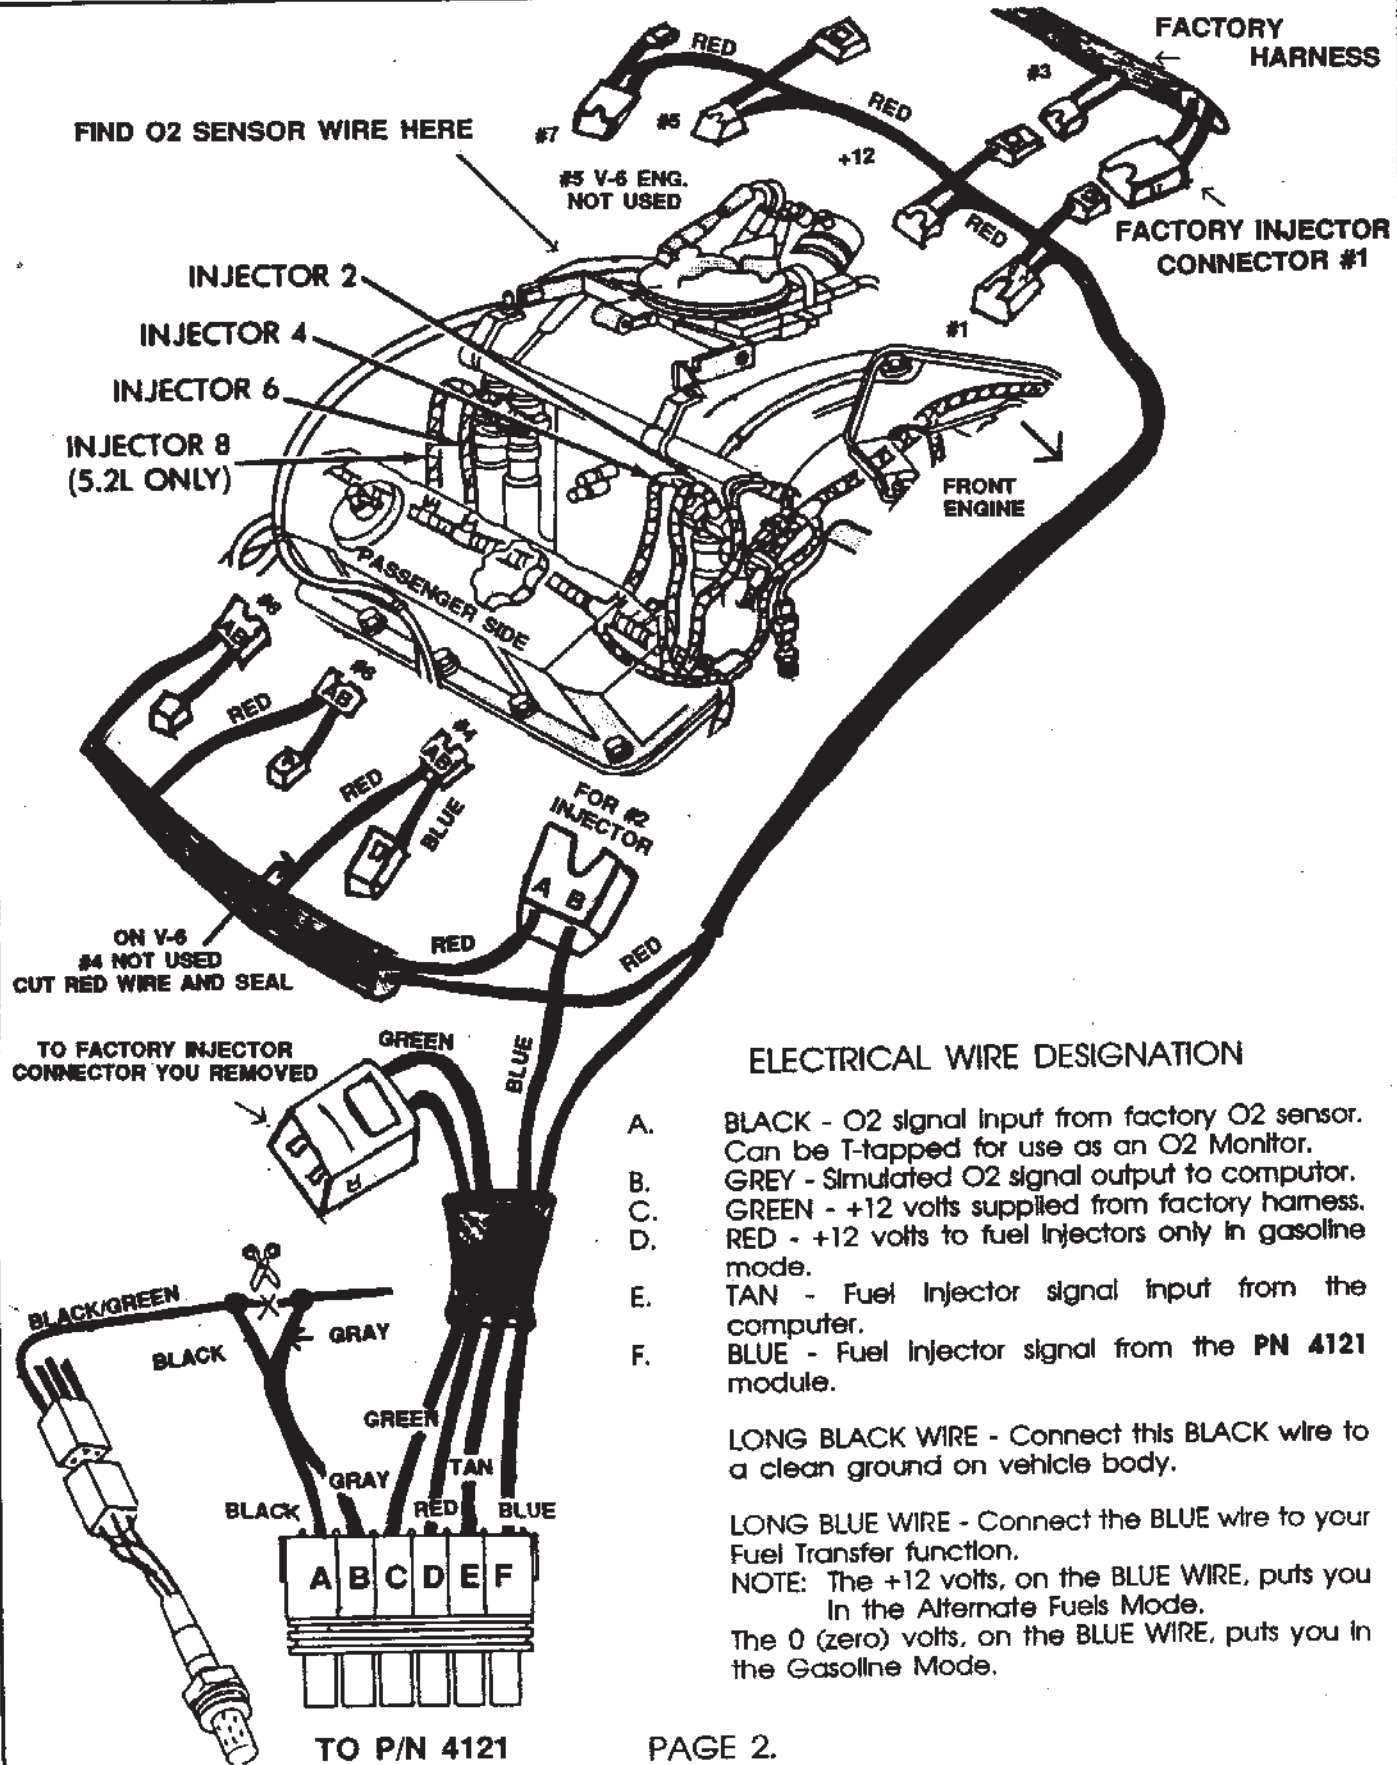 FACTORY
HARNESS
RED
#3
RED
FIND O2 SENSOR WIRE HERE
#7
#5
+12
#5 V-6 ENG.
NOT USED
RED
FACTORY INJECTOR
CONNECTOR #1
INJECTOR 2
INJECTOR 4
#1
INJECTOR 6
INJECTOR 8
(5.2L ONLY)
FRONT
ENGINE
PASSENGER SIDE
AB
#6
AB
RED
#4
AB
RED
BLUE
FOR #2
INJECTOR
A B
ON V-6
#4 NOT USED
CUT RED WIRE AND SEAL
RED
RED
TO FACTORY INJECTOR
CONNECTOR YOU REMOVED
GREEN
BLUE
ELECTRICAL WIRE DESIGNATION
A. BLACK - O2 signal input from factory O2 sensor.
Can be T-tapped for use as an O2 Monitor.
B. GREY - Simulated O2 signal output to computor.
C. GREEN - +12 volts supplied from factory harness.
D. RED - +12 volts to fuel injectors only in gasoline
mode.
E. TAN - Fuel Injector signal input from the
computer.
F. BLUE - Fuel injector signal from the PN 4121
module.
LONG BLACK WIRE - Connect this BLACK wire to
a clean ground on vehicle body.
LONG BLUE WIRE - Connect the BLUE wire to your
Fuel Transfer function.
NOTE: The +12 volts, on the BLUE WIRE, puts you
in the Alternate Fuels Mode.
The 0 (zero) volts, on the BLUE WIRE, puts you in
the Gasoline Mode.
BLACK/GREEN
GRAY
BLACK
GREEN
GRAY
TAN
BLACK
RED
BLUE
A B C D E F
TO P/N 4121
PAGE 2.